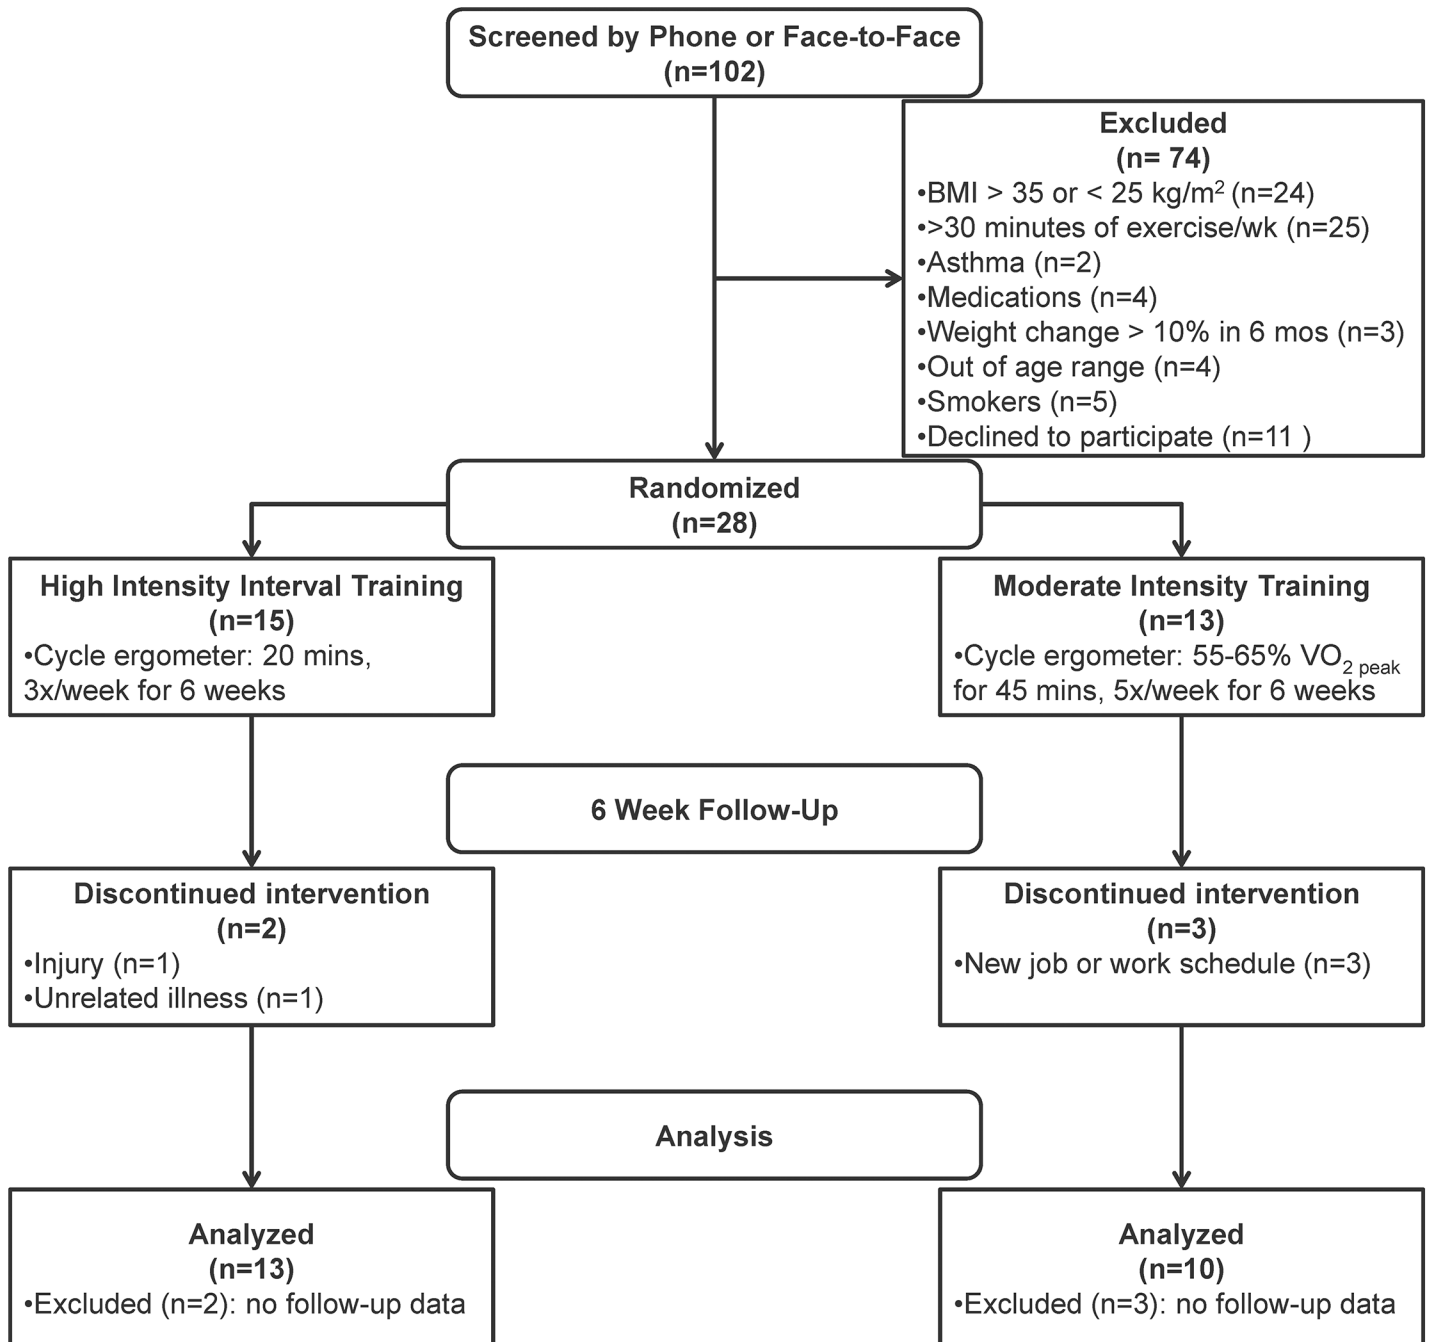 Screened by Phone or Face-to-Face
(n=102)
Excluded
(n= 74)
•BMI > 35 or < 25 kg/m² (n=24)
•>30 minutes of exercise/wk (n=25)
•Asthma (n=2)
•Medications (n=4)
•Weight change > 10% in 6 mos (n=3)
•Out of age range (n=4)
•Smokers (n=5)
•Declined to participate (n=11 )
Randomized
(n=28)
High Intensity Interval Training
(n=15)
•Cycle ergometer: 20 mins,
3x/week for 6 weeks
Moderate Intensity Training
(n=13)
•Cycle ergometer: 55-65% VO2 peak
for 45 mins, 5x/week for 6 weeks
6 Week Follow-Up
Discontinued intervention
(n=2)
•Injury (n=1)
•Unrelated illness (n=1)
Discontinued intervention
(n=3)
•New job or work schedule (n=3)
Analysis
Analyzed
(n=13)
•Excluded (n=2): no follow-up data
Analyzed
(n=10)
•Excluded (n=3): no follow-up data